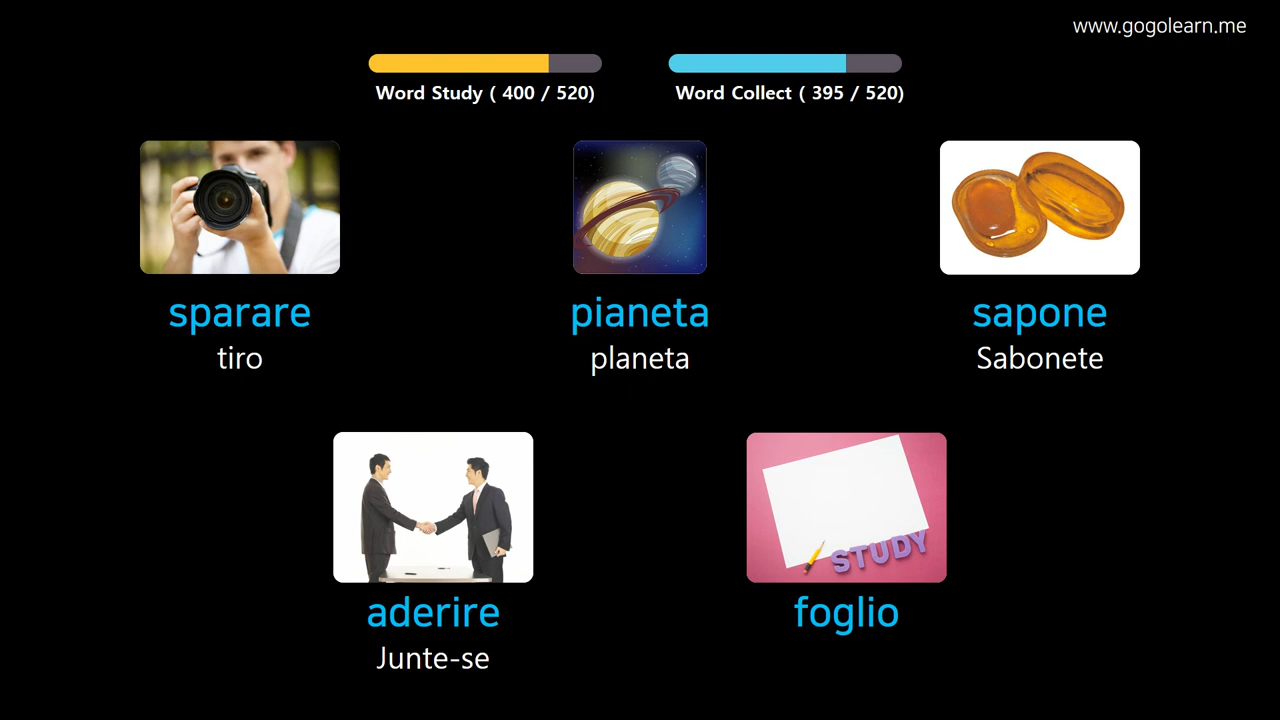 www.gogolearn.me
Word Study ( 400 / 520)
Word Collect ( 395 / 520)
sparare
tiro
pianeta
planeta
sapone
Sabonete
STUDY
aderire
Junte-se
foglio